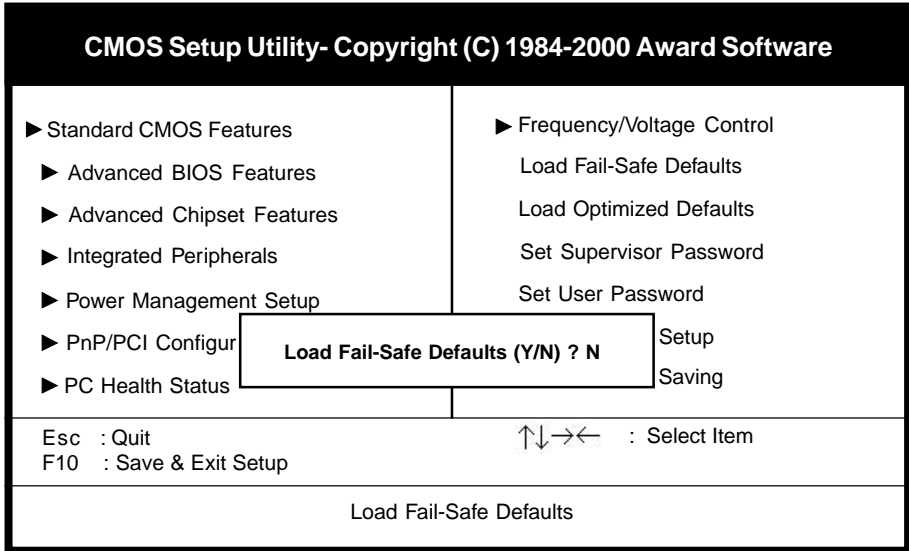 CMOS Setup Utility- Copyright (C) 1984-2000 Award Software
▶ Standard CMOS Features
▶ Advanced BIOS Features
▶ Advanced Chipset Features
▶ Integrated Peripherals
▶ Power Management Setup
▶ PnP/PCI Configur
▶ PC Health Status
▶ Frequency/Voltage Control
Load Fail-Safe Defaults
Load Optimized Defaults
Set Supervisor Password
Set User Password
Setup
Saving
Load Fail-Safe Defaults (Y/N) ? N
Esc : Quit
F10 : Save & Exit Setup
↑↓→← : Select Item
Load Fail-Safe Defaults